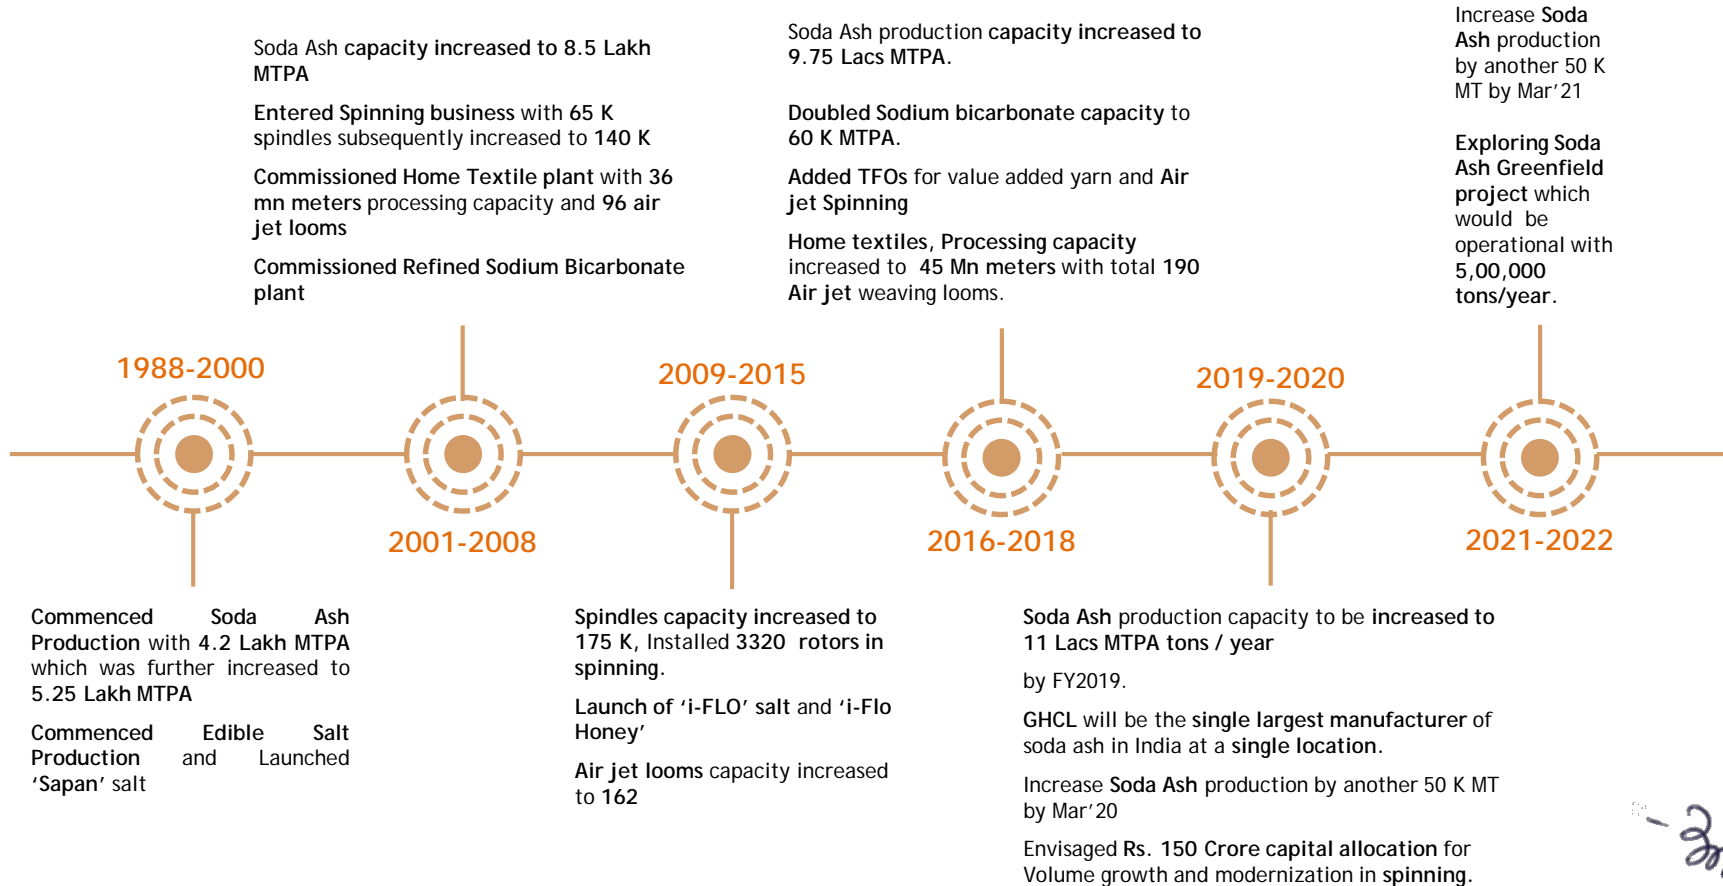 Soda Ash capacity increased to 8.5 Lakh
MTPA
Entered Spinning business with 65 K
spindles subsequently increased to 140 K
Commissioned Home Textile plant with 36
mn meters processing capacity and 96 air
jet looms
Commissioned Refined Sodium Bicarbonate
plant
Soda Ash production capacity increased to
9.75 Lacs MTPA.
Doubled Sodium bicarbonate capacity to
60 K MTPA.
Added TFOs for value added yarn and Air
jet Spinning
Home textiles, Processing capacity
increased to 45 Mn meters with total 190
Air jet weaving looms.
Increase Soda
Ash production
by another 50 K
MT by Mar’21
Exploring Soda
Ash Greenfield
project which
would be
operational with
5,00,000
tons/year.
1988-2000
2001-2008
2009-2015
2016-2018
2019-2020
2021-2022
Commenced Soda Ash
Production with 4.2 Lakh MTPA
which was further increased to
5.25 Lakh MTPA
Commenced Edible Salt
Production and Launched
‘Sapan’ salt
Spindles capacity increased to
175 K, Installed 3320 rotors in
spinning.
Launch of ‘i-FLO’ salt and ‘i-Flo
Honey’
Air jet looms capacity increased
to 162
Soda Ash production capacity to be increased to
11 Lacs MTPA tons / year
by FY2019.
GHCL will be the single largest manufacturer of
soda ash in India at a single location.
Increase Soda Ash production by another 50 K MT
by Mar’20
Envisaged Rs. 150 Crore capital allocation for
Volume growth and modernization in spinning.